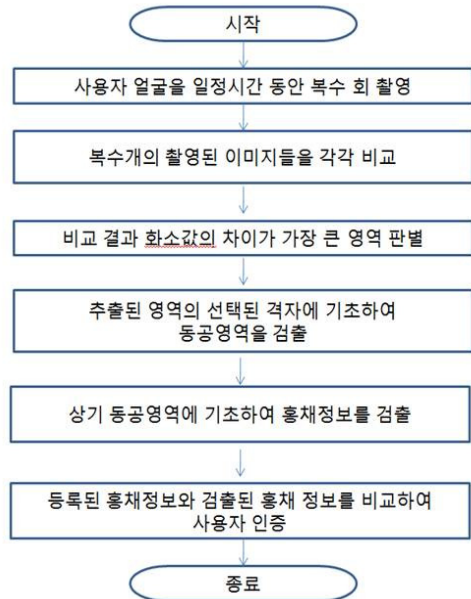 시작
사용자 얼굴을 일정시간 동안 복수 회 촬영
복수개의 촬영된 이미지들을 각각 비교
비교 결과 화소값의 차이가 가장 큰 영역 판별
추출된 영역의 선택된 격자에 기초하여
동공영역을 검출
상기 동공영역에 기초하여 홍채정보를 검출
등록된 홍채정보와 검출된 홍채 정보를 비교하여
사용자 인증
종료